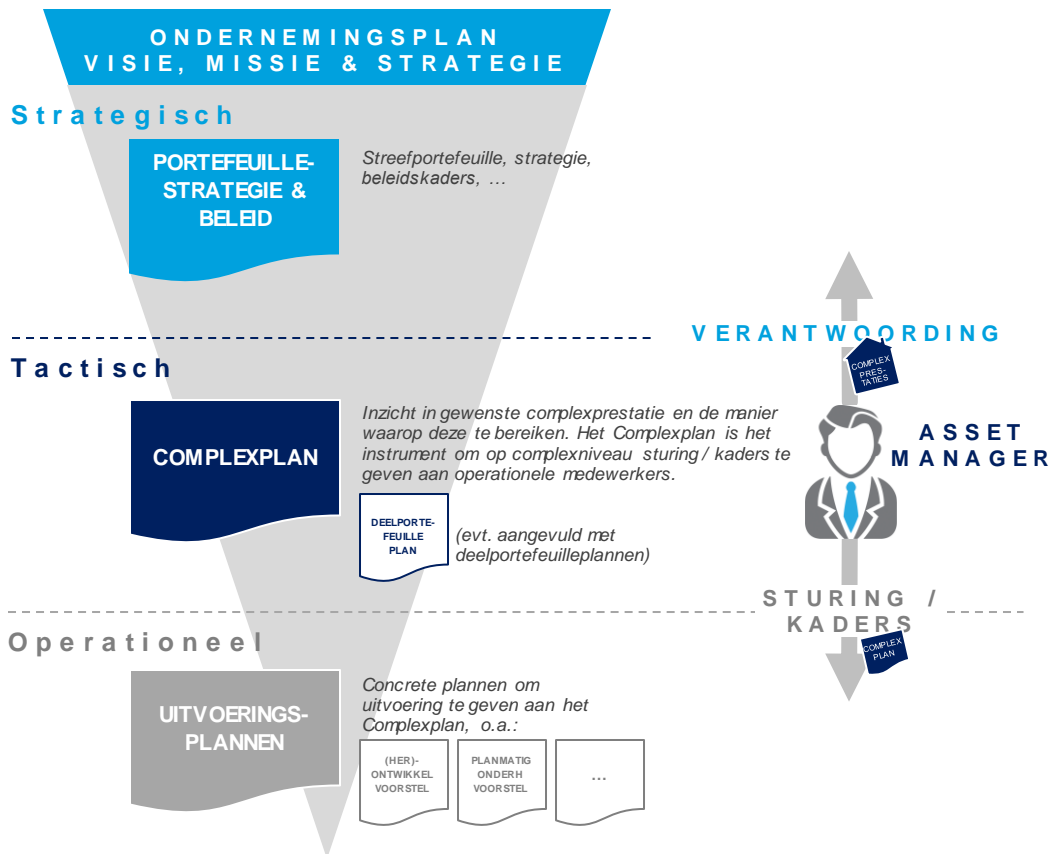 ONDERNEMINGSPLAN
VISIE, MISSIE & STRATEGIE
Strategisch
PORTEFEUILLE-
STRATEGIE &
BELEID
Streefportefeuille, strategie,
beleidskaders, …
VERANTWOORDING
COMPLEX
PRES-
TATIES
Tactisch
COMPLEXPLAN
Inzicht in gewenste complexprestatie en de manier
waarop deze te bereiken. Het Complexplan is het
instrument om op complexniveau sturing / kaders te
geven aan operationele medewerkers.
DEELPORTE-
FEUILLE
PLAN
(evt. aangevuld met
deelportefeuilleplannen)
ASSET
MANAGER
STURING /
KADERS
COMPLEX
PLAN
Operationeel
UITVOERINGS-
PLANNEN
Concrete plannen om
uitvoering te geven aan het
Complexplan, o.a.:
(HER)-
ONTWIKKEL
VOORSTEL
PLANMATIG
ONDERH
VOORSTEL
…